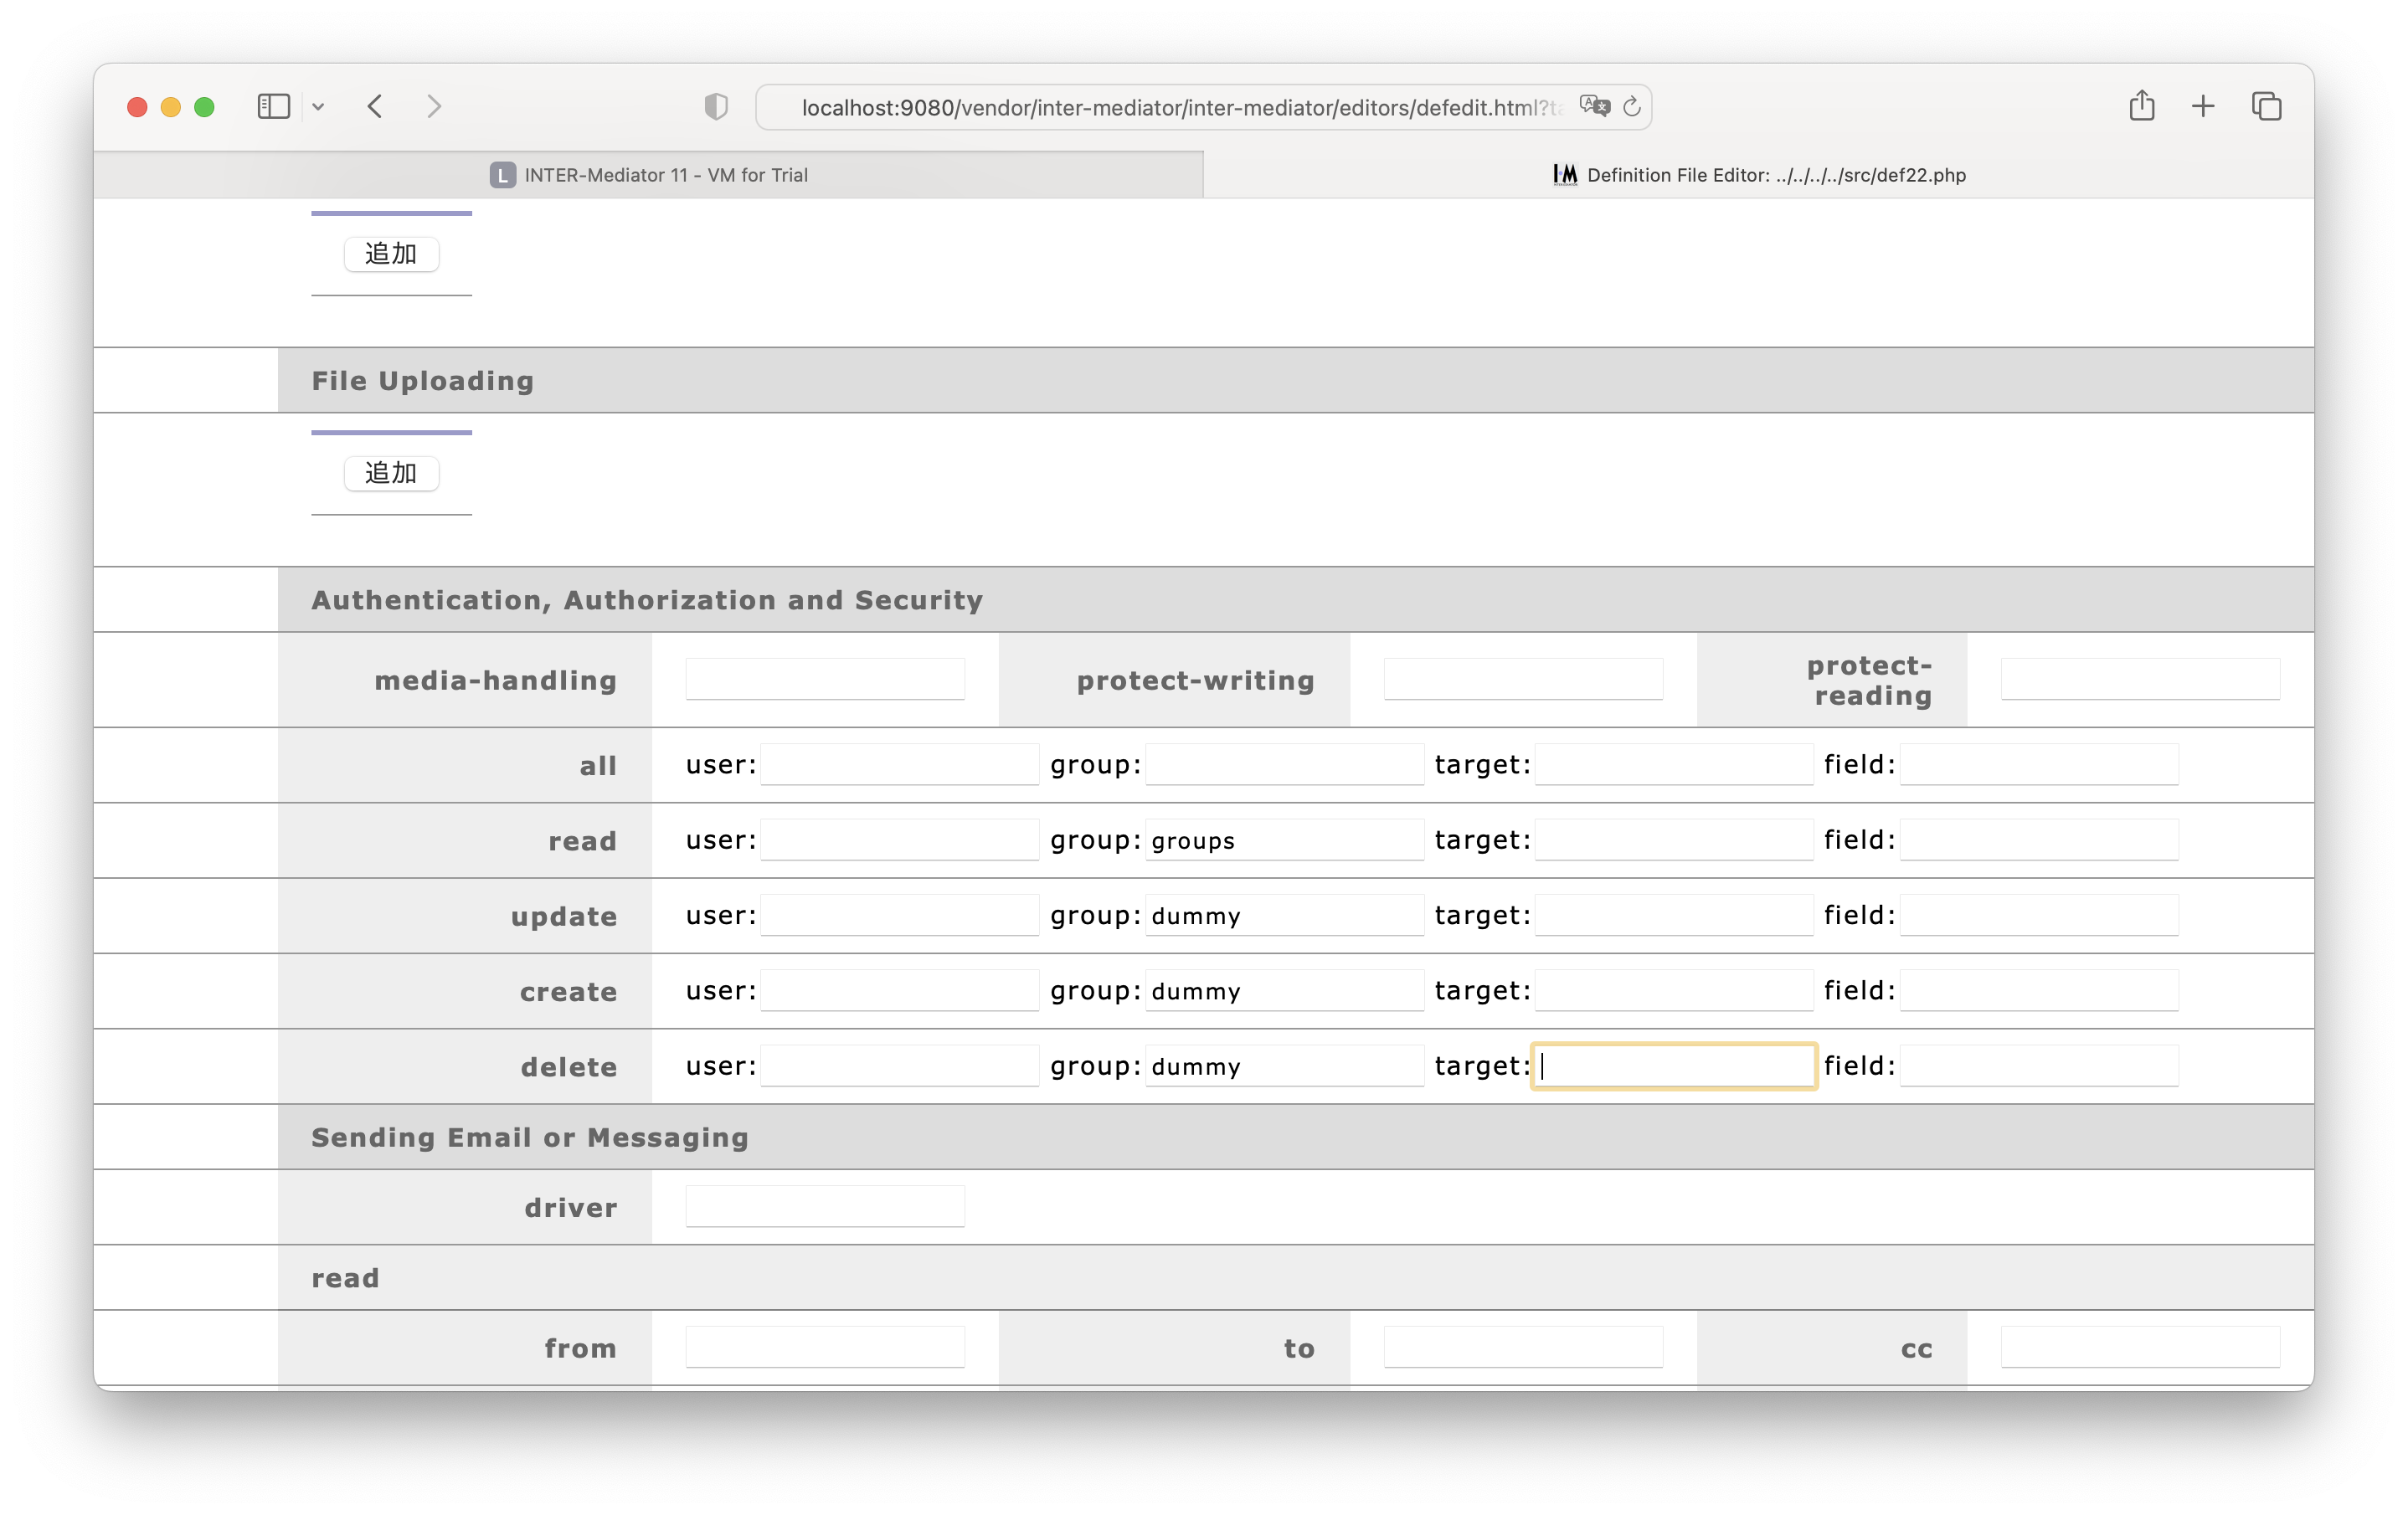 localhost:9080/vendor/inter-mediator/inter-mediator/editors/defedit.html?ta
L INTER-Mediator 11 - VM for Trial
Definition File Editor: ../../../../src/def22.php
追加
File Uploading
追加
Authentication, Authorization and Security
media-handling protect-writing protect-
reading
all user: group: target: field:
read user: group: groups target: field:
update user: group: dummy target: field:
create user: group: dummy target: field:
delete user: group: dummy target: field:
Sending Email or Messaging
driver
read
from to cc